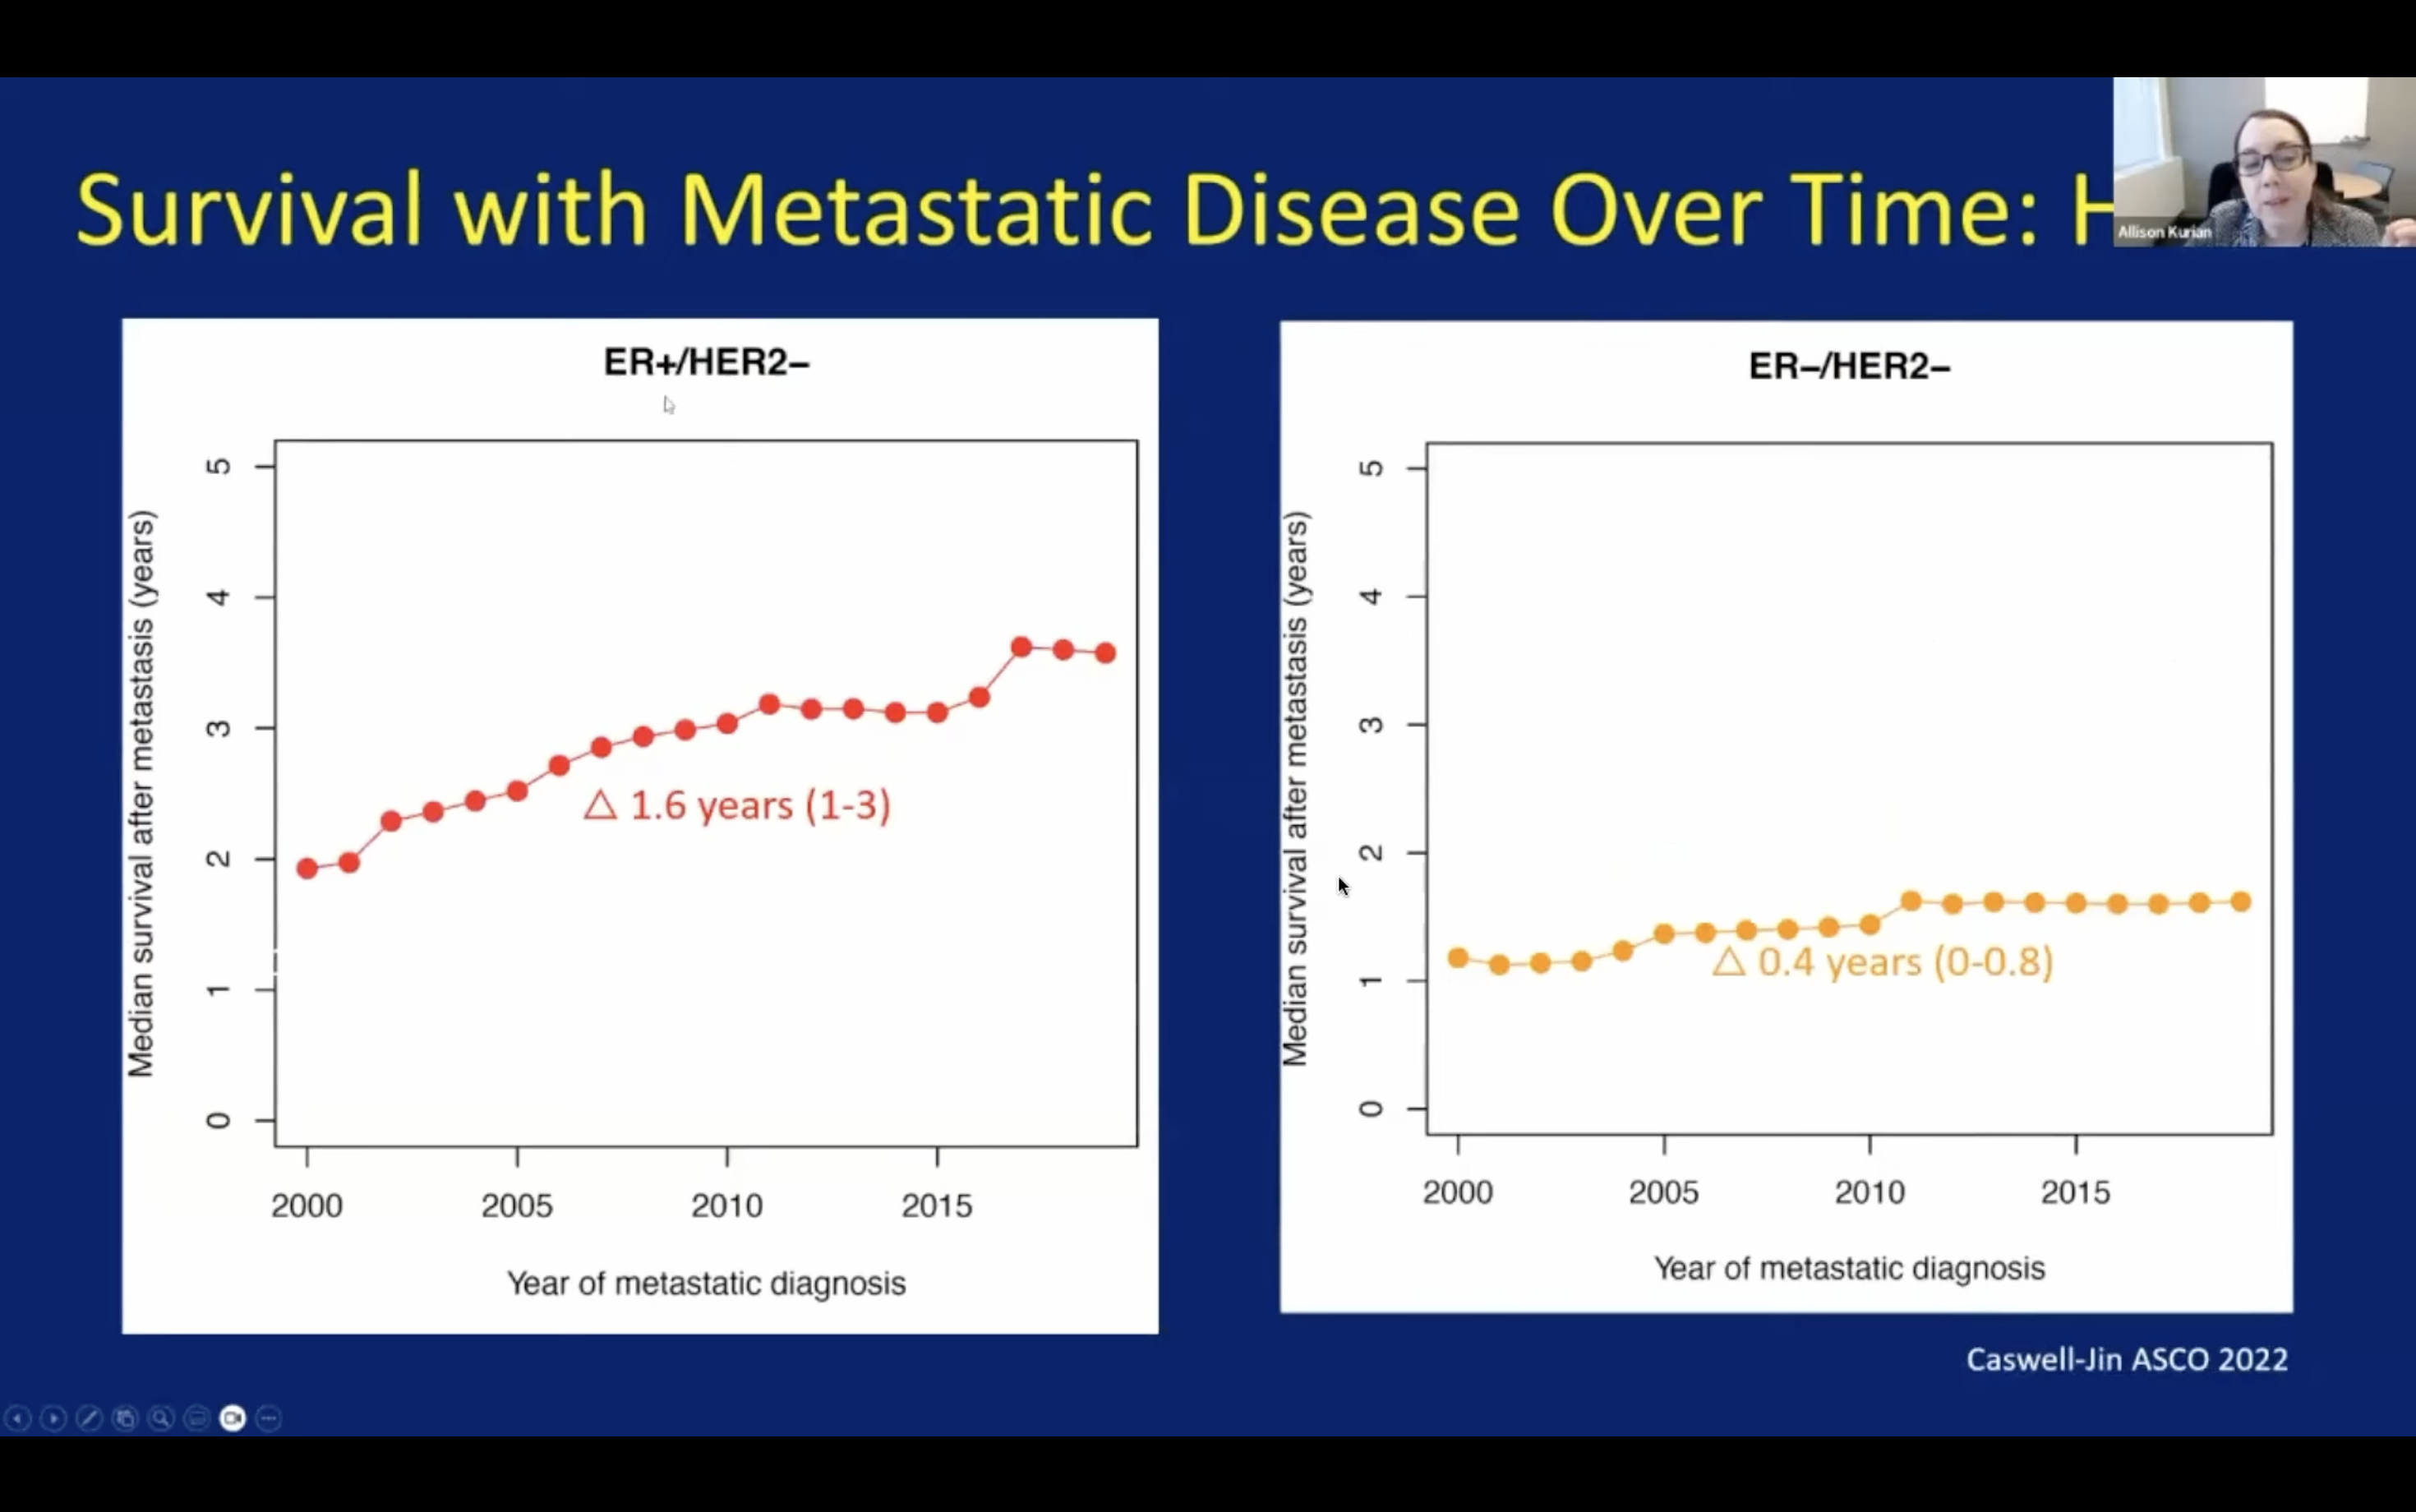 Survival with Metastatic Disease Over Time: H
Allison Kurian
ER+/HER2–
Median survival after metastasis (years)
5
4
3
2
1
0
△ 1.6 years (1-3)
2000 2005 2010 2015
Year of metastatic diagnosis
ER–/HER2–
Median survival after metastasis (years)
5
4
3
2
1
0
△ 0.4 years (0-0.8)
2000 2005 2010 2015
Year of metastatic diagnosis
Caswell-Jin ASCO 2022